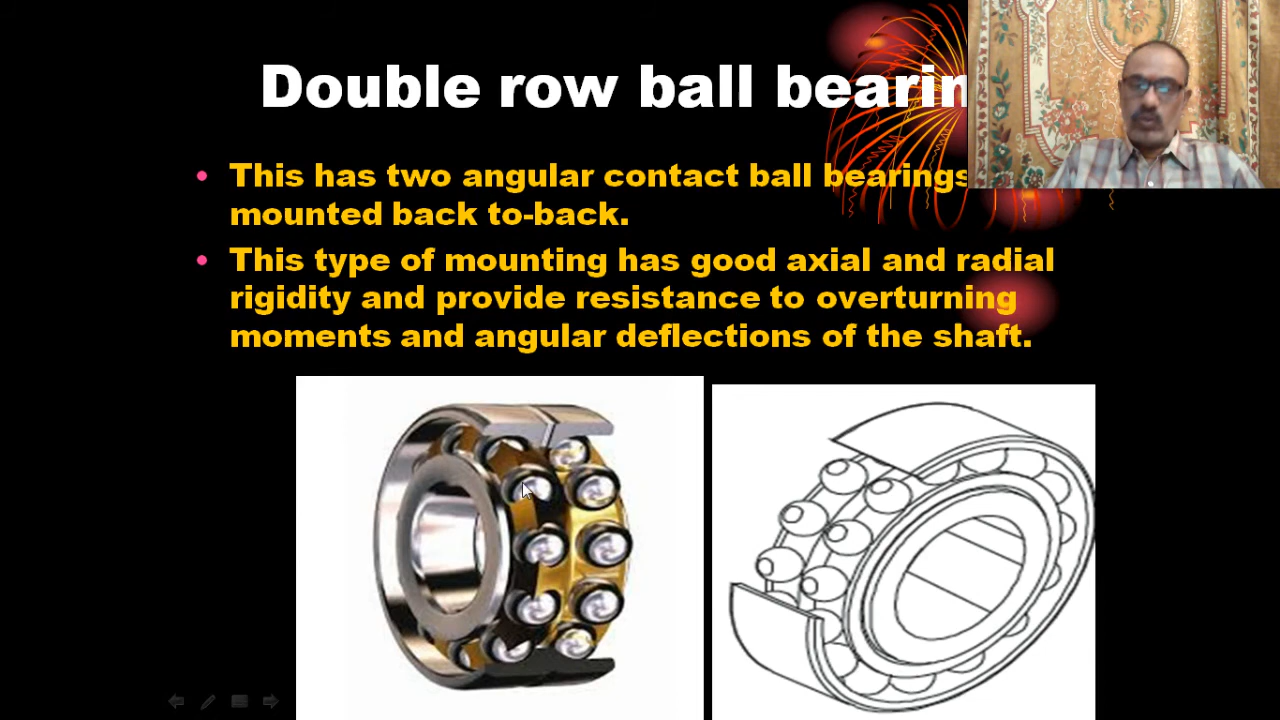 Double row ball bearin
This has two angular contact ball bearings
mounted back to-back.
This type of mounting has good axial and radial
rigidity and provide resistance to overturning
moments and angular deflections of the shaft.